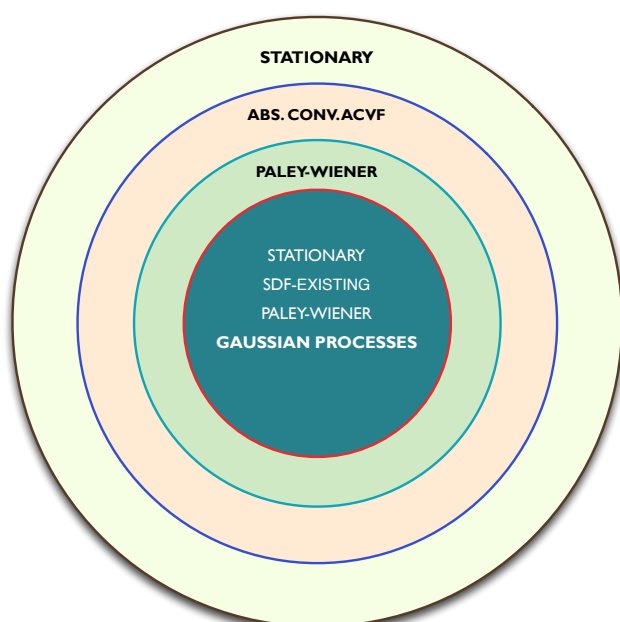 STATIONARY
ABS. CONV.ACVF
PALEY-WIENER
STATIONARY
SDF-EXISTING
PALEY-WIENER
GAUSSIAN PROCESSES